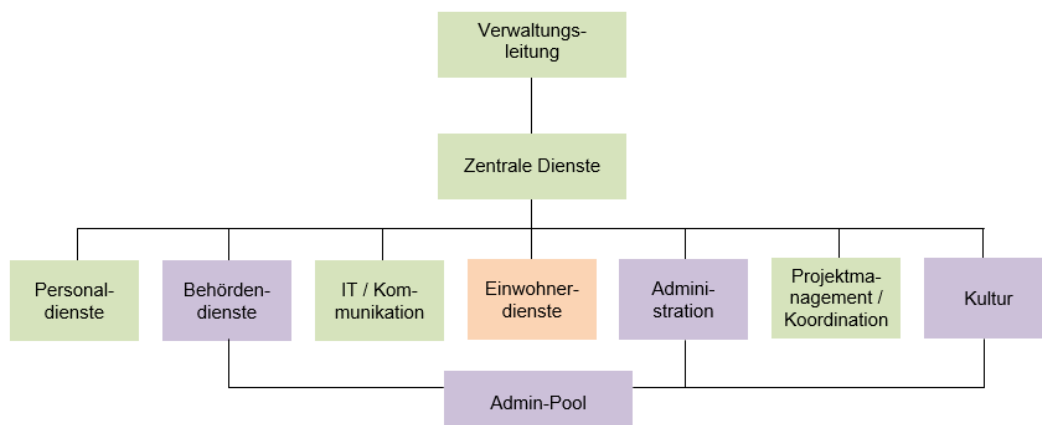 Verwaltungs-
leitung
Zentrale Dienste
Personal-
dienste
Behörden-
dienste
IT / Kom-
munikation
Einwohner-
dienste
Admini-
stration
Projektma-
nagement /
Koordination
Kultur
Admin-Pool